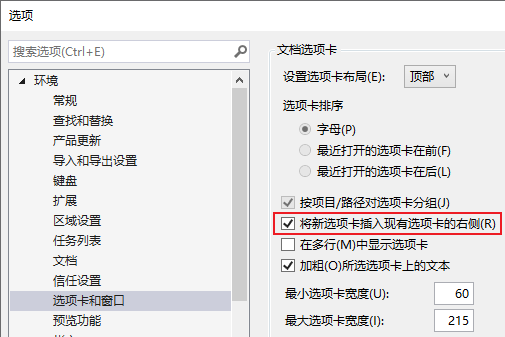 选项
搜索选项(Ctrl+E)
环境
常规
查找和替换
产品更新
导入和导出设置
键盘
扩展
区域设置
任务列表
文档
信任设置
选项卡和窗口
预览功能
文档选项卡
设置选项卡布局(E): 顶部
选项卡排序
字母(P)
最近打开的选项卡在前(F)
最近打开的选项卡在后(L)
按项目/路径对选项卡分组(J)
将新选项卡插入现有选项卡的右侧(R)
在多行(M)中显示选项卡
加粗(O)所选选项卡上的文本
最小选项卡宽度(U): 60
最大选项卡宽度(I): 215